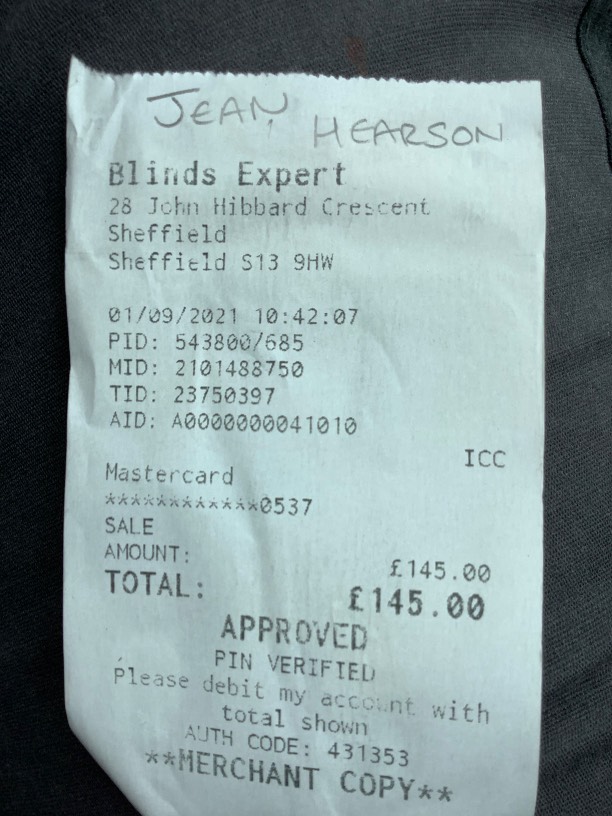 JEAN HEARSON
Blinds Expert
28 John Hibbard Crescent
Sheffield
Sheffield S13 9HW
01/09/2021 10:42:07
PID: 543800/685
MID: 2101488750
TID: 23750397
AID: A0000000041010
ICC
Mastercard
************0537
SALE
AMOUNT: £145.00
TOTAL: £145.00
APPROVED
PIN VERIFIED
Please debit my account with
total shown
AUTH CODE: 431353
**MERCHANT COPY**